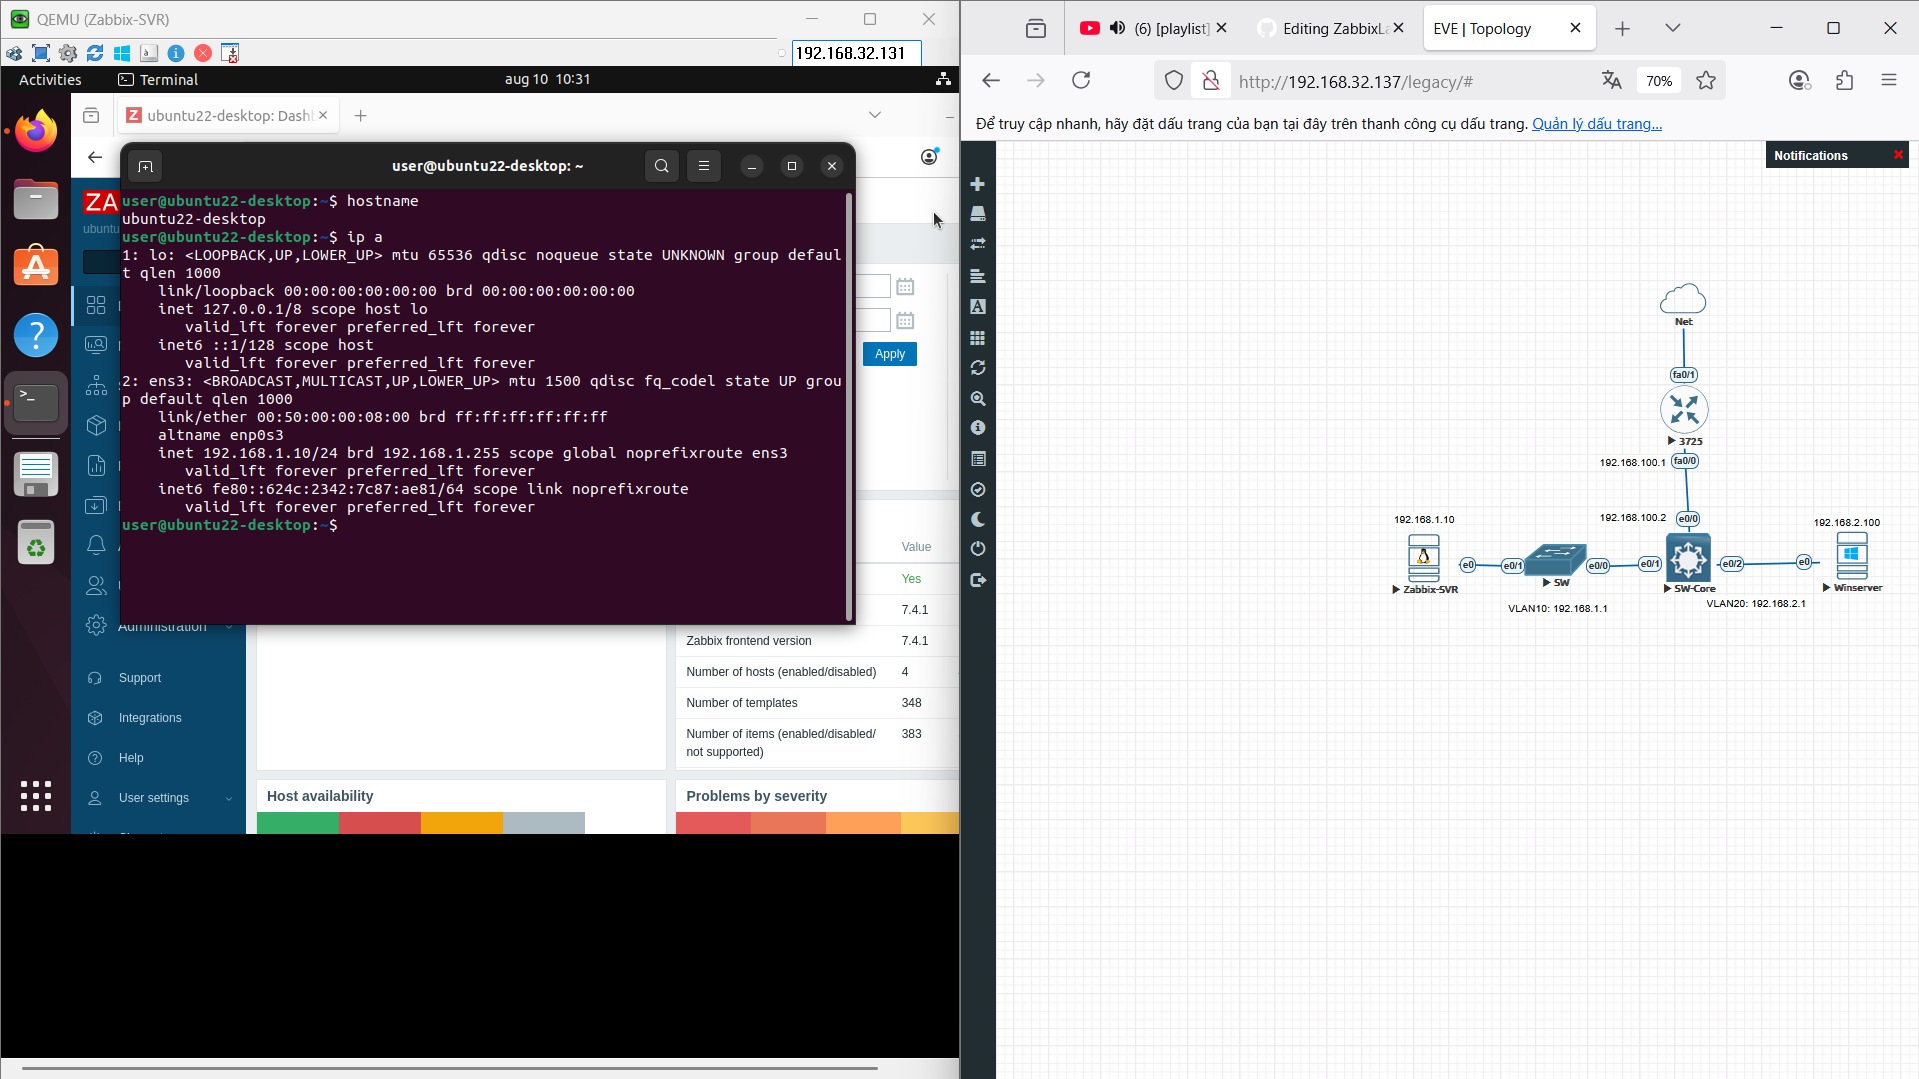 QEMU (Zabbix-SVR)
192.168.32.131
Activities
Terminal
aug 10 10:31
ubuntu22-desktop: Dashl
user@ubuntu22-desktop: ~
ZA
ubuntu
user@ubuntu22-desktop:~$ hostname
ubuntu22-desktop
user@ubuntu22-desktop:~$ ip a
1: lo: <LOOPBACK,UP,LOWER_UP> mtu 65536 qdisc noqueue state UNKNOWN group defaul
t qlen 1000
link/loopback 00:00:00:00:00:00 brd 00:00:00:00:00:00
inet 127.0.0.1/8 scope host lo
valid_lft forever preferred_lft forever
inet6 ::1/128 scope host
valid_lft forever preferred_lft forever
2: ens3: <BROADCAST,MULTICAST,UP,LOWER_UP> mtu 1500 qdisc fq_codel state UP grou
p default qlen 1000
link/ether 00:50:00:00:08:00 brd ff:ff:ff:ff:ff:ff
altname enp0s3
inet 192.168.1.10/24 brd 192.168.1.255 scope global noprefixroute ens3
valid_lft forever preferred_lft forever
inet6 fe80::624c:2342:7c87:ae81/64 scope link noprefixroute
valid_lft forever preferred_lft forever
user@ubuntu22-desktop:~$
Apply
Value
Yes
7.4.1
Administration
Zabbix frontend version 7.4.1
Number of hosts (enabled/disabled) 4
Number of templates 348
Number of items (enabled/disabled/ 383
not supported)
Support
Integrations
Help
User settings
Host availability
Problems by severity
(6) [playlist]
Editing ZabbixLa
EVE | Topology
http://192.168.32.137/legacy/#
70%
Để truy cập nhanh, hãy đặt dấu trang của bạn tại đây trên thanh công cụ dấu trang. Quản lý dấu trang...
Notifications
Net
fa0/1
3725
192.168.100.1
fa0/0
192.168.1.10
192.168.100.2
e0/0
192.168.2.100
e0
e0/1
e0/0
e0/1
e0/2
e0
Zabbix-SVR
SW
SW-Core
Winserver
VLAN10: 192.168.1.1
VLAN20: 192.168.2.1